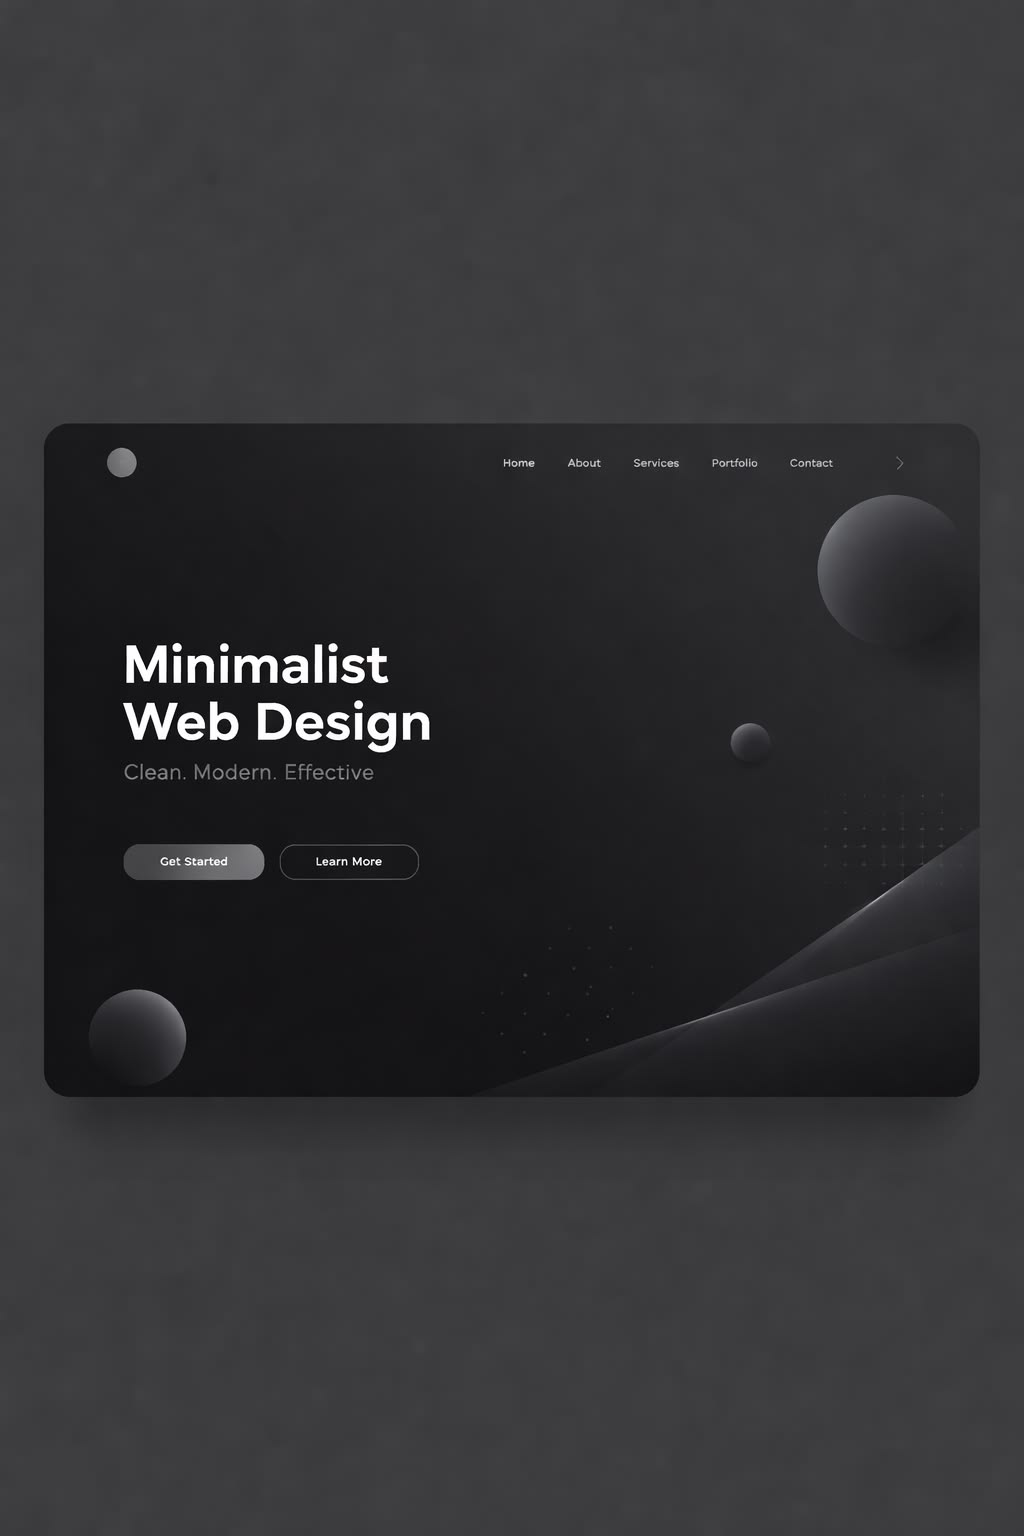 Home About Services Portfolio Contact
Minimalist
Web Design
Clean. Modern. Effective
Get Started Learn More